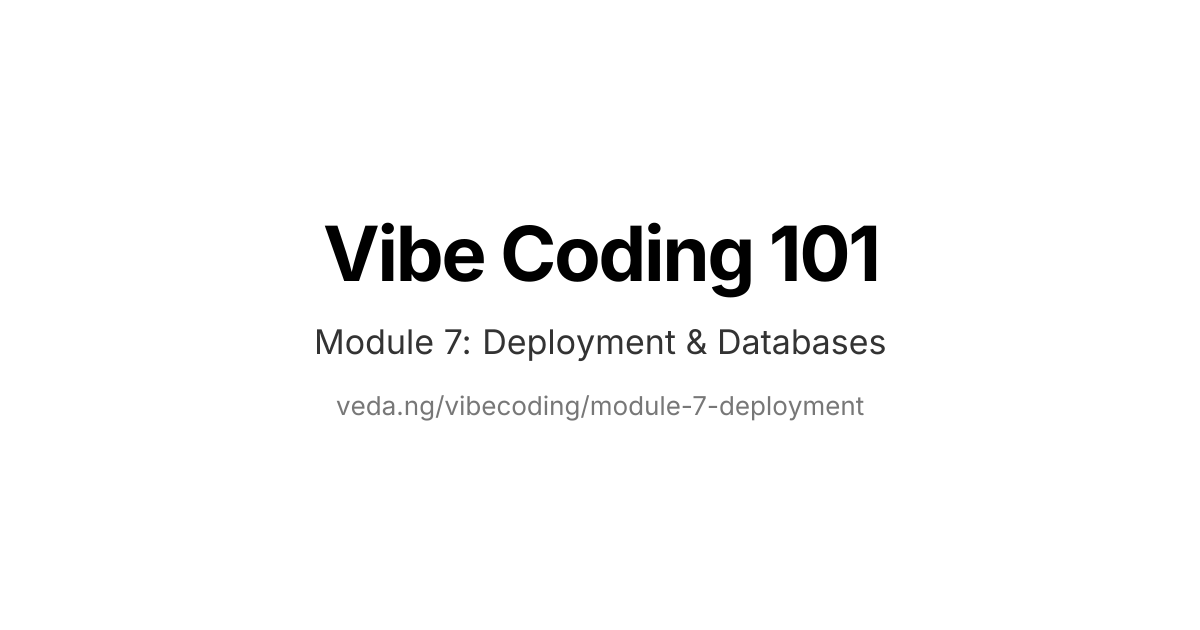 Vibe Coding 101
Module 7: Deployment & Databases
veda.ng/vibecoding/module-7-deployment